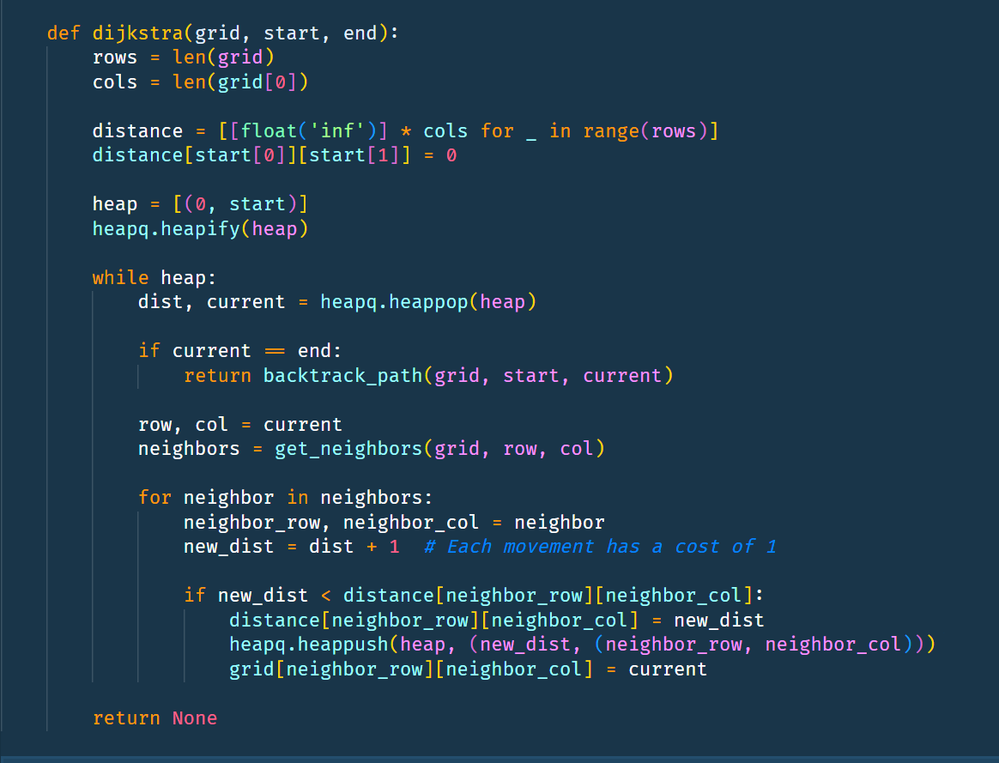 def dijkstra(grid, start, end):
    rows = len(grid)
    cols = len(grid[0])

    distance = [[float('inf')] * cols for _ in range(rows)]
    distance[start[0]][start[1]] = 0

    heap = [(0, start)]
    heapq.heapify(heap)

    while heap:
        dist, current = heapq.heappop(heap)

        if current == end:
            return backtrack_path(grid, start, current)

        row, col = current
        neighbors = get_neighbors(grid, row, col)

        for neighbor in neighbors:
            neighbor_row, neighbor_col = neighbor
            new_dist = dist + 1  # Each movement has a cost of 1

            if new_dist < distance[neighbor_row][neighbor_col]:
                distance[neighbor_row][neighbor_col] = new_dist
                heapq.heappush(heap, (new_dist, (neighbor_row, neighbor_col)))
                grid[neighbor_row][neighbor_col] = current

    return None